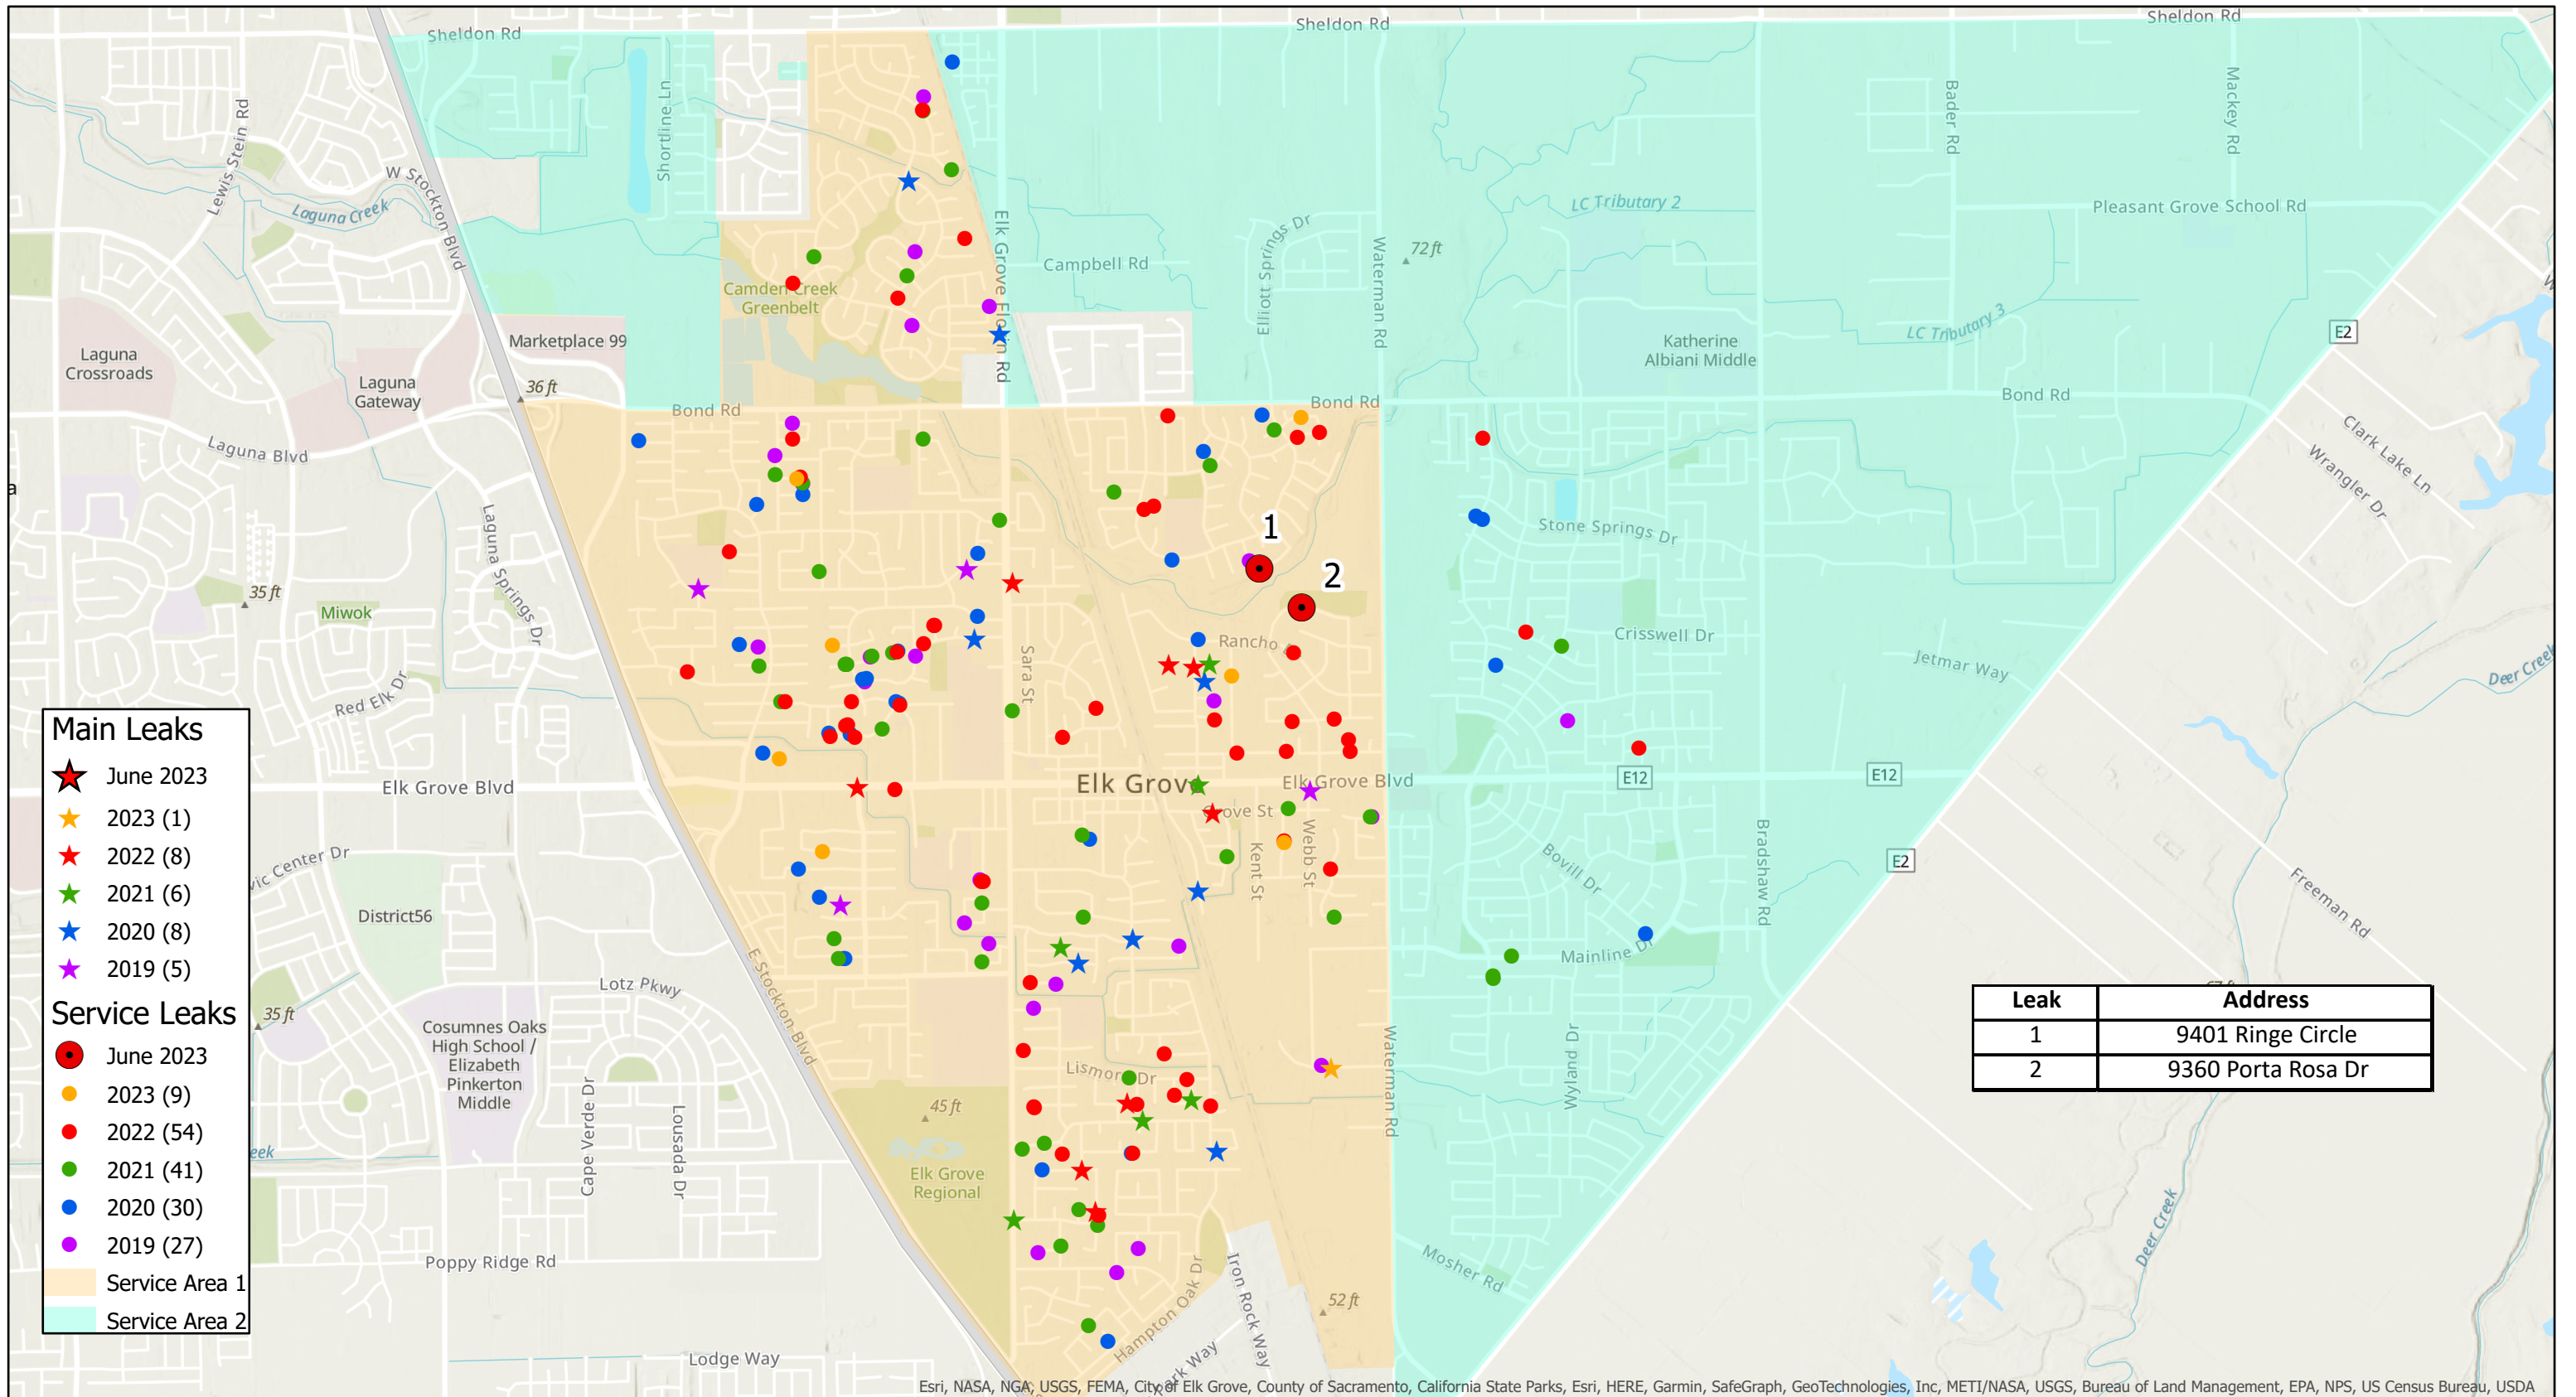 Sheldon Rd
Sheldon Rd
Sheldon Rd
Lewis Stein Rd
W Stockton Blvd
Laguna Creek
Shortline Ln
Elk Grove Florin Rd
Campbell Rd
Elliott Springs Dr
Waterman Rd
72 ft
LC Tributary 2
Bader Rd
Mackey Rd
Pleasant Grove School Rd
Camden Creek
Greenbelt
Marketplace 99
Laguna
Crossroads
Laguna
Gateway
36 ft
Katherine
Albiani Middle
LC Tributary 3
E2
Bond Rd
Bond Rd
Bond Rd
Laguna Blvd
Clark Lake Ln
Wrangler Dr
a
Laguna Springs Dr
Stone Springs Dr
1
2
35 ft
Miwok
Rancho
Sara St
Crisswell Dr
Jetmar Way
Deer Creek
Red Elk Dr
Elk Grove Blvd
Elk Grove
Elk Grove Blvd
E12
E12
Grove St
Kent St
Webb St
Bovill Dr
Bradshaw Rd
E2
Freeman Rd
vic Center Dr
District56
Mainline Dr
E Stockton Blvd
Lotz Pkwy
35 ft
Cosumnes Oaks
High School /
Elizabeth
Pinkerton
Middle
Cape Verde Dr
Lousada Dr
Lismore Dr
Waterman Rd
Wyland Dr
45 ft
eek
Elk Grove
Regional
Deer Creek
Poppy Ridge Rd
Mosher Rd
Hampton Oak Dr
Iron Rock Way
52 ft
Lodge Way
Park Way
Main Leaks
June 2023
2023 (1)
2022 (8)
2021 (6)
2020 (8)
2019 (5)
Service Leaks
June 2023
2023 (9)
2022 (54)
2021 (41)
2020 (30)
2019 (27)
Service Area 1
Service Area 2
Leak Address
1 9401 Ringe Circle
2 9360 Porta Rosa Dr
Esri, NASA, NGA, USGS, FEMA, City of Elk Grove, County of Sacramento, California State Parks, Esri, HERE, Garmin, SafeGraph, GeoTechnologies, Inc, METI/NASA, USGS, Bureau of Land Management, EPA, NPS, US Census Bureau, USDA